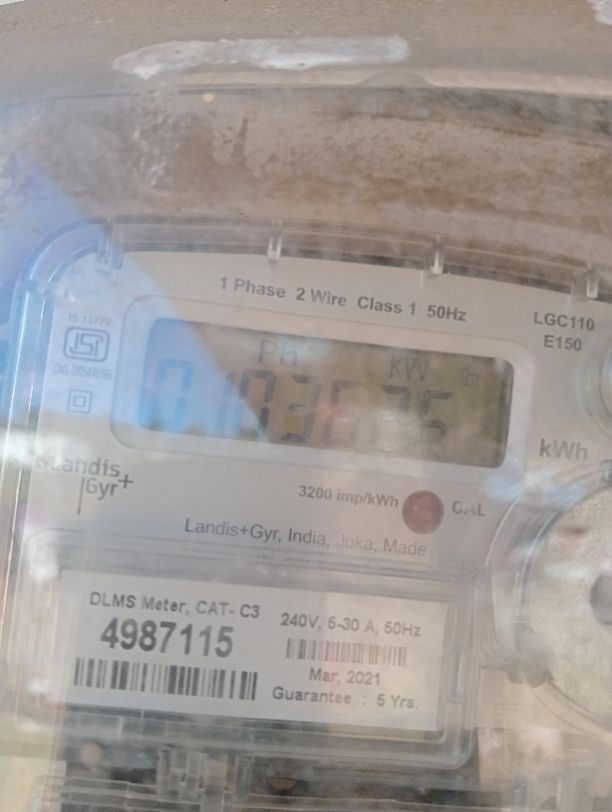 1 Phase 2 Wire Class 1 50Hz
LGC110
E150
IS 13779
ISI
Ph kW h
kWh
Landis
Gyr+
3200 imp/kWh CAL
Landis+Gyr, India, Joka, Made
DLMS Meter, CAT- C3
4987115
240V, 5-30 A, 50Hz
Mar, 2021
Guarantee : 5 Yrs.